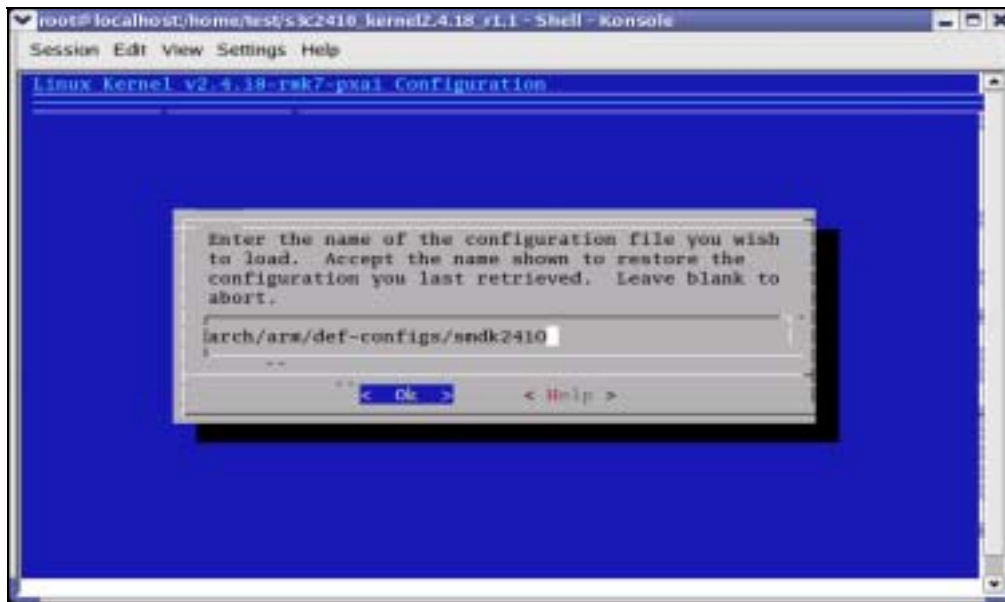 root@localhost:/home/test/s3c2410_kernel2.4.18_r1.1 - Shell - Konsole
Session Edit View Settings Help
Linux Kernel v2.4.18-rmk7-pxa1 Configuration
Enter the name of the configuration file you wish
to load. Accept the name shown to restore the
configuration you last retrieved. Leave blank to
abort.
arch/arm/def-configs/smdk2410
< Ok > < Help >